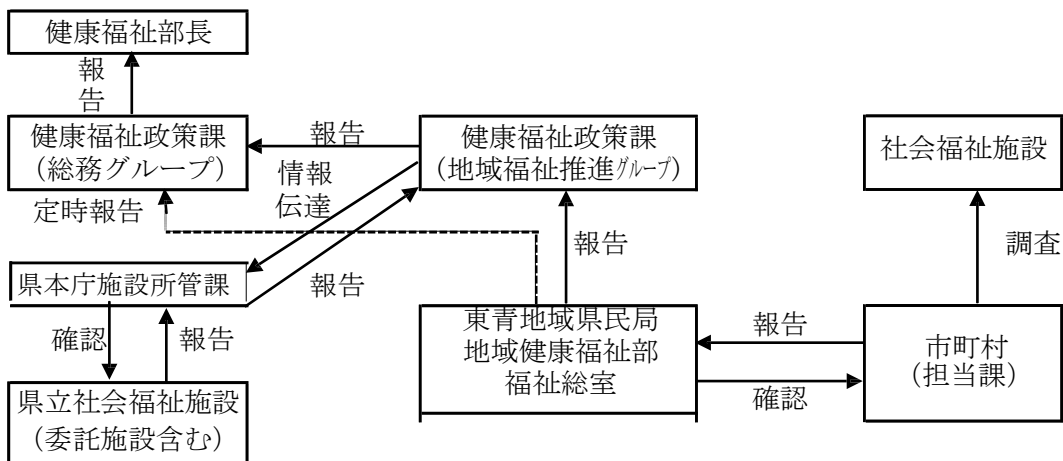 健康福祉部長
報
告
健康福祉政策課
(総務グループ)
報告
健康福祉政策課
(地域福祉推進グループ)
社会福祉施設
情報
伝達
定時報告
報告
調査
県本庁施設所管課
報告
確認
報告
東青地域県民局
地域健康福祉部
福祉総室
報告
確認
市町村
(担当課)
県立社会福祉施設
(委託施設含む)